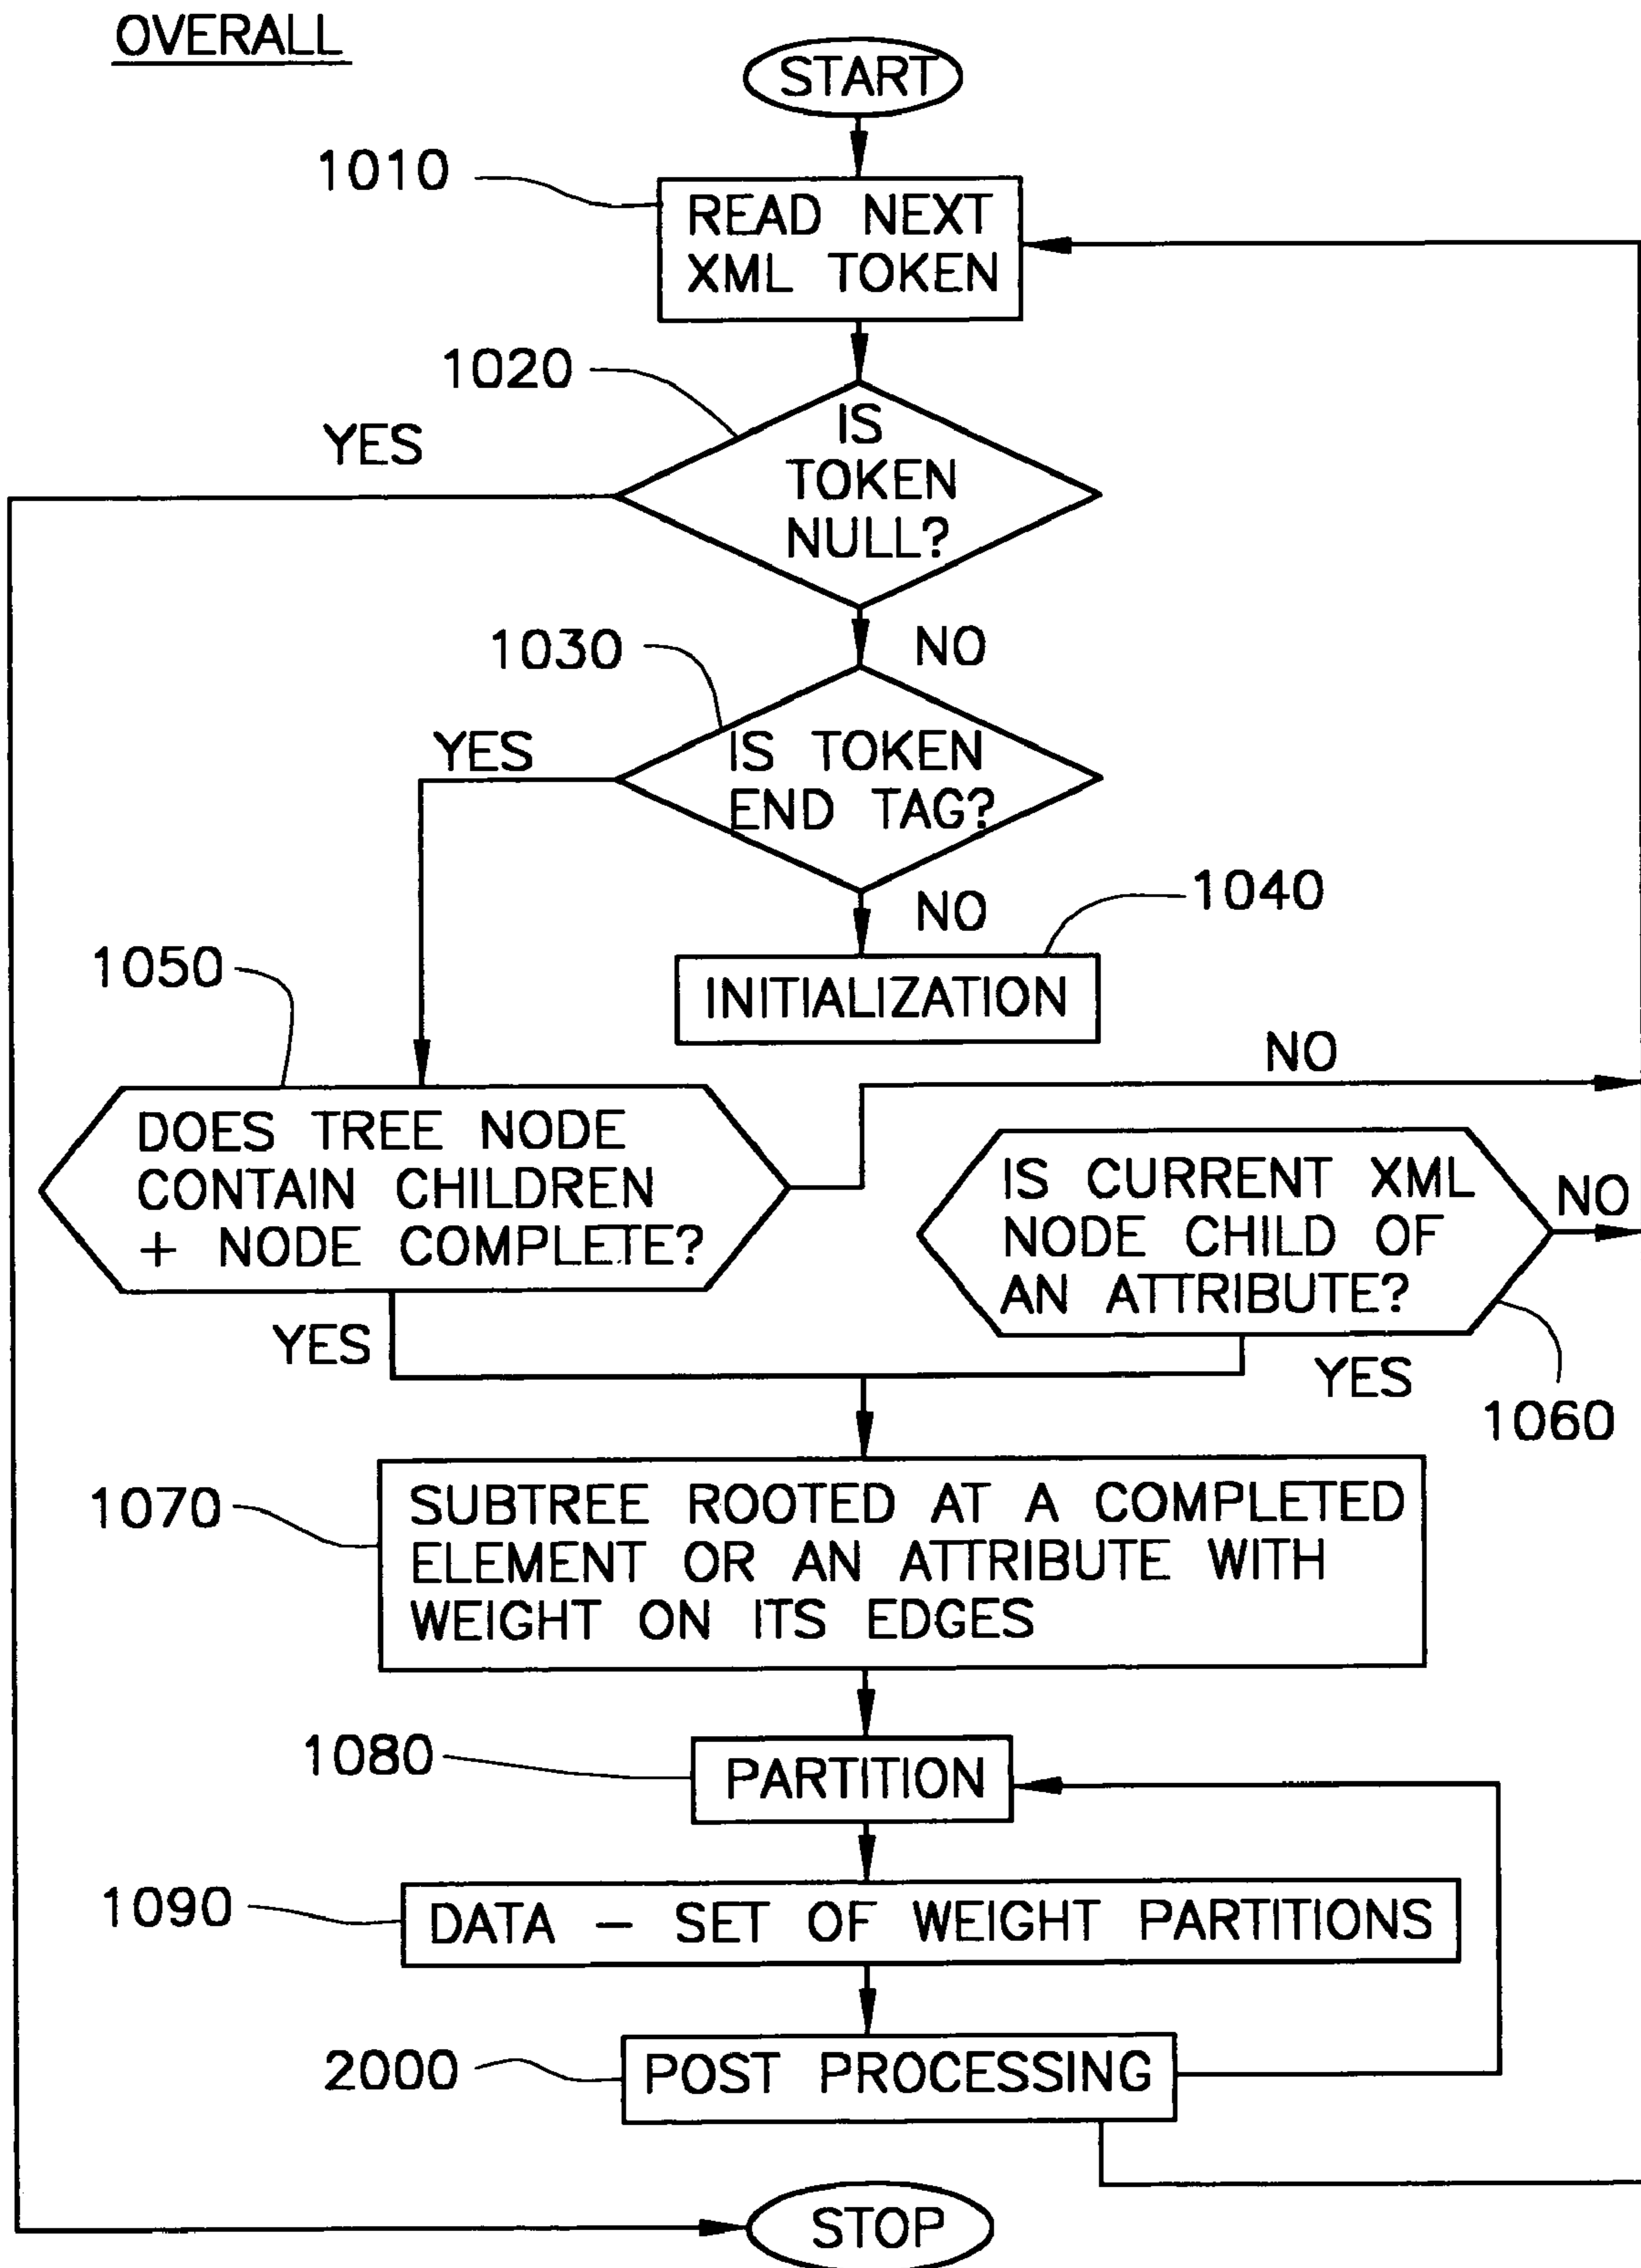 OVERALL
START
1010
READ NEXT
XML TOKEN
1020
YES
IS
TOKEN
NULL?
NO
1030
YES
IS TOKEN
END TAG?
NO
1040
INITIALIZATION
1050
NO
DOES TREE NODE
CONTAIN CHILDREN
+ NODE COMPLETE?
IS CURRENT XML
NODE CHILD OF
AN ATTRIBUTE?
NO
YES
YES
1060
1070
SUBTREE ROOTED AT A COMPLETED
ELEMENT OR AN ATTRIBUTE WITH
WEIGHT ON ITS EDGES
1080
PARTITION
1090
DATA – SET OF WEIGHT PARTITIONS
2000
POST PROCESSING
STOP